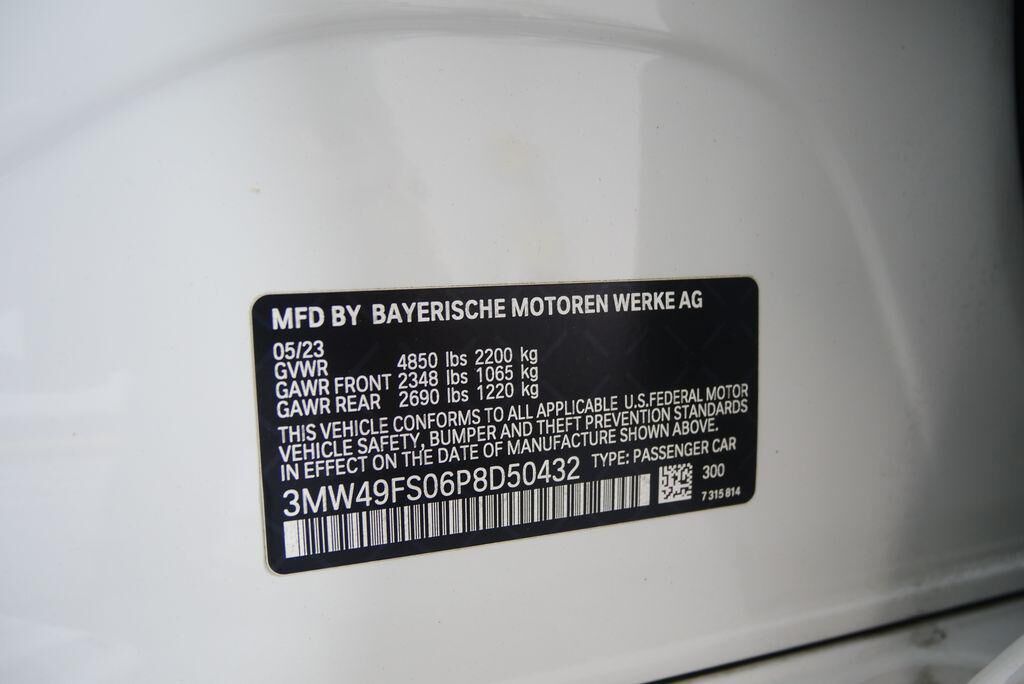 MFD BY BAYERISCHE MOTOREN WERKE AG
05/23
GVWR 4850 lbs 2200 kg
GAWR FRONT 2348 lbs 1065 kg
GAWR REAR 2690 lbs 1220 kg
THIS VEHICLE CONFORMS TO ALL APPLICABLE U.S.FEDERAL MOTOR
VEHICLE SAFETY, BUMPER AND THEFT PREVENTION STANDARDS
IN EFFECT ON THE DATE OF MANUFACTURE SHOWN ABOVE.
3MW49FS06P8D50432 TYPE: PASSENGER CAR
300
7 315 814